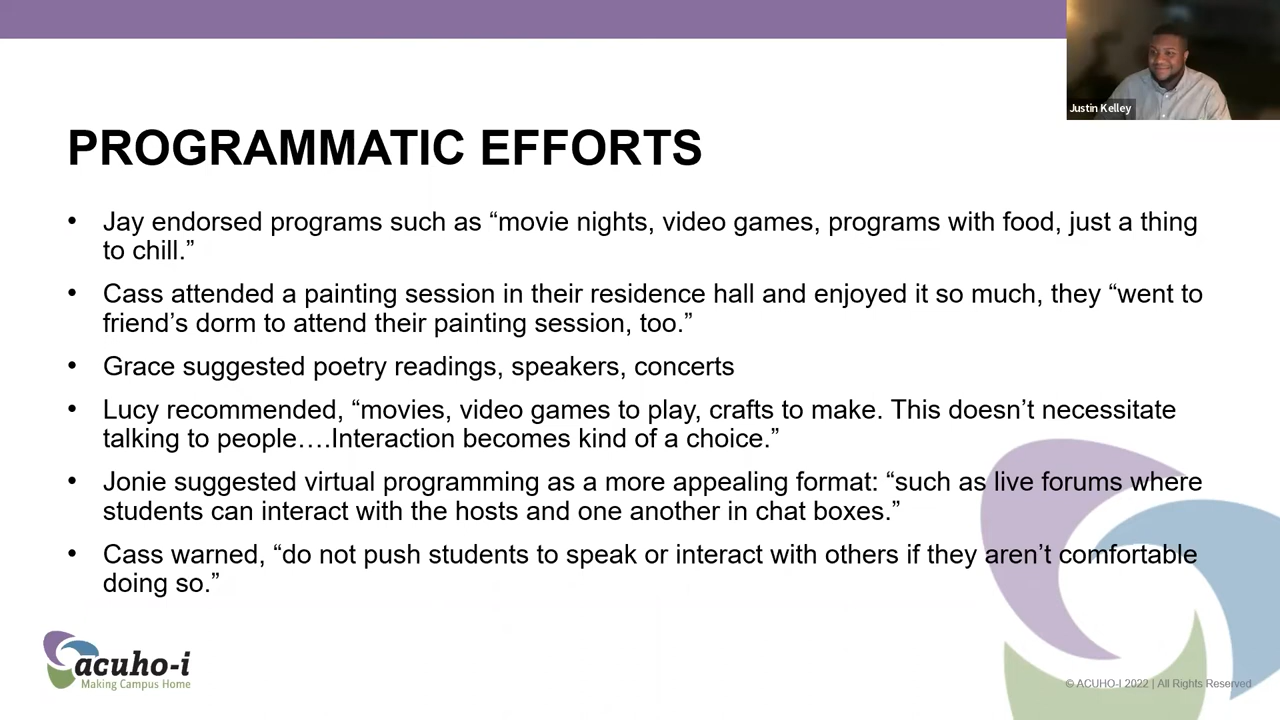 Justin Kelley
PROGRAMMATIC EFFORTS
• Jay endorsed programs such as “movie nights, video games, programs with food, just a thing
to chill.”
• Cass attended a painting session in their residence hall and enjoyed it so much, they “went to
friend’s dorm to attend their painting session, too.”
• Grace suggested poetry readings, speakers, concerts
• Lucy recommended, “movies, video games to play, crafts to make. This doesn’t necessitate
talking to people….Interaction becomes kind of a choice.”
• Jonie suggested virtual programming as a more appealing format: “such as live forums where
students can interact with the hosts and one another in chat boxes.”
• Cass warned, “do not push students to speak or interact with others if they aren’t comfortable
doing so.”
acuho-i
Making Campus Home
© ACUHO-I 2022 | All Rights Reserved